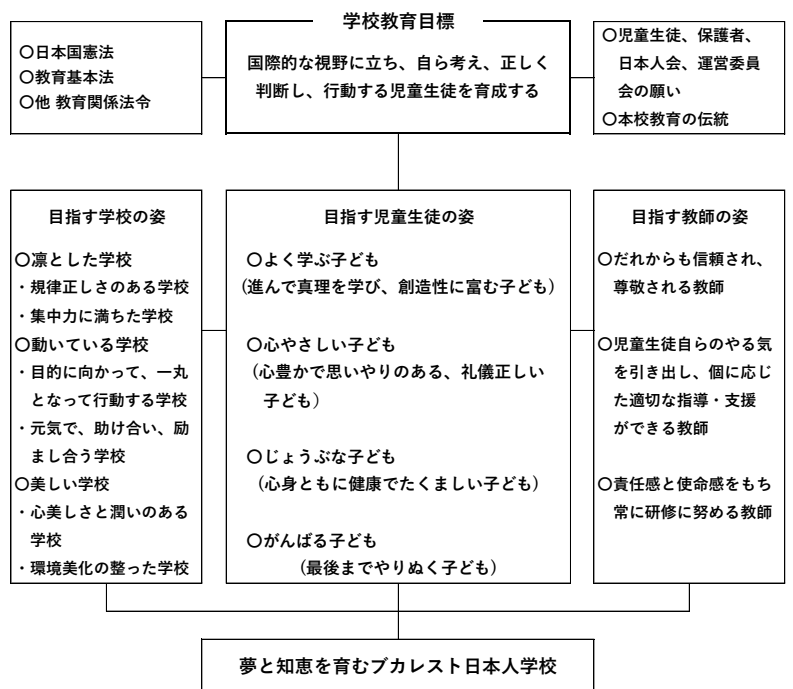 学校教育目標
〇日本国憲法
〇教育基本法
〇他 教育関係法令
国際的な視野に立ち、自ら考え、正しく
判断し、行動する児童生徒を育成する
〇児童生徒、保護者、
日本人会、運営委員
会の願い
〇本校教育の伝統
目指す学校の姿
〇凛とした学校
・規律正しさのある学校
・集中力に満ちた学校
〇動いている学校
・目的に向かって、一丸
となって行動する学校
・元気で、助け合い、励
まし合う学校
〇美しい学校
・心美しさと潤いのある
学校
・環境美化の整った学校
目指す児童生徒の姿
〇よく学ぶ子ども
(進んで真理を学び、創造性に富む子ども)
〇心やさしい子ども
(心豊かで思いやりのある、礼儀正しい
子ども)
〇じょうぶな子ども
(心身ともに健康でたくましい子ども)
〇がんばる子ども
(最後までやりぬく子ども)
目指す教師の姿
〇だれからも信頼され、
尊敬される教師
〇児童生徒自らのやる気
を引き出し、個に応じ
た適切な指導・支援
ができる教師
〇責任感と使命感をもち
常に研修に努める教師
夢と知恵を育むブカレスト日本人学校